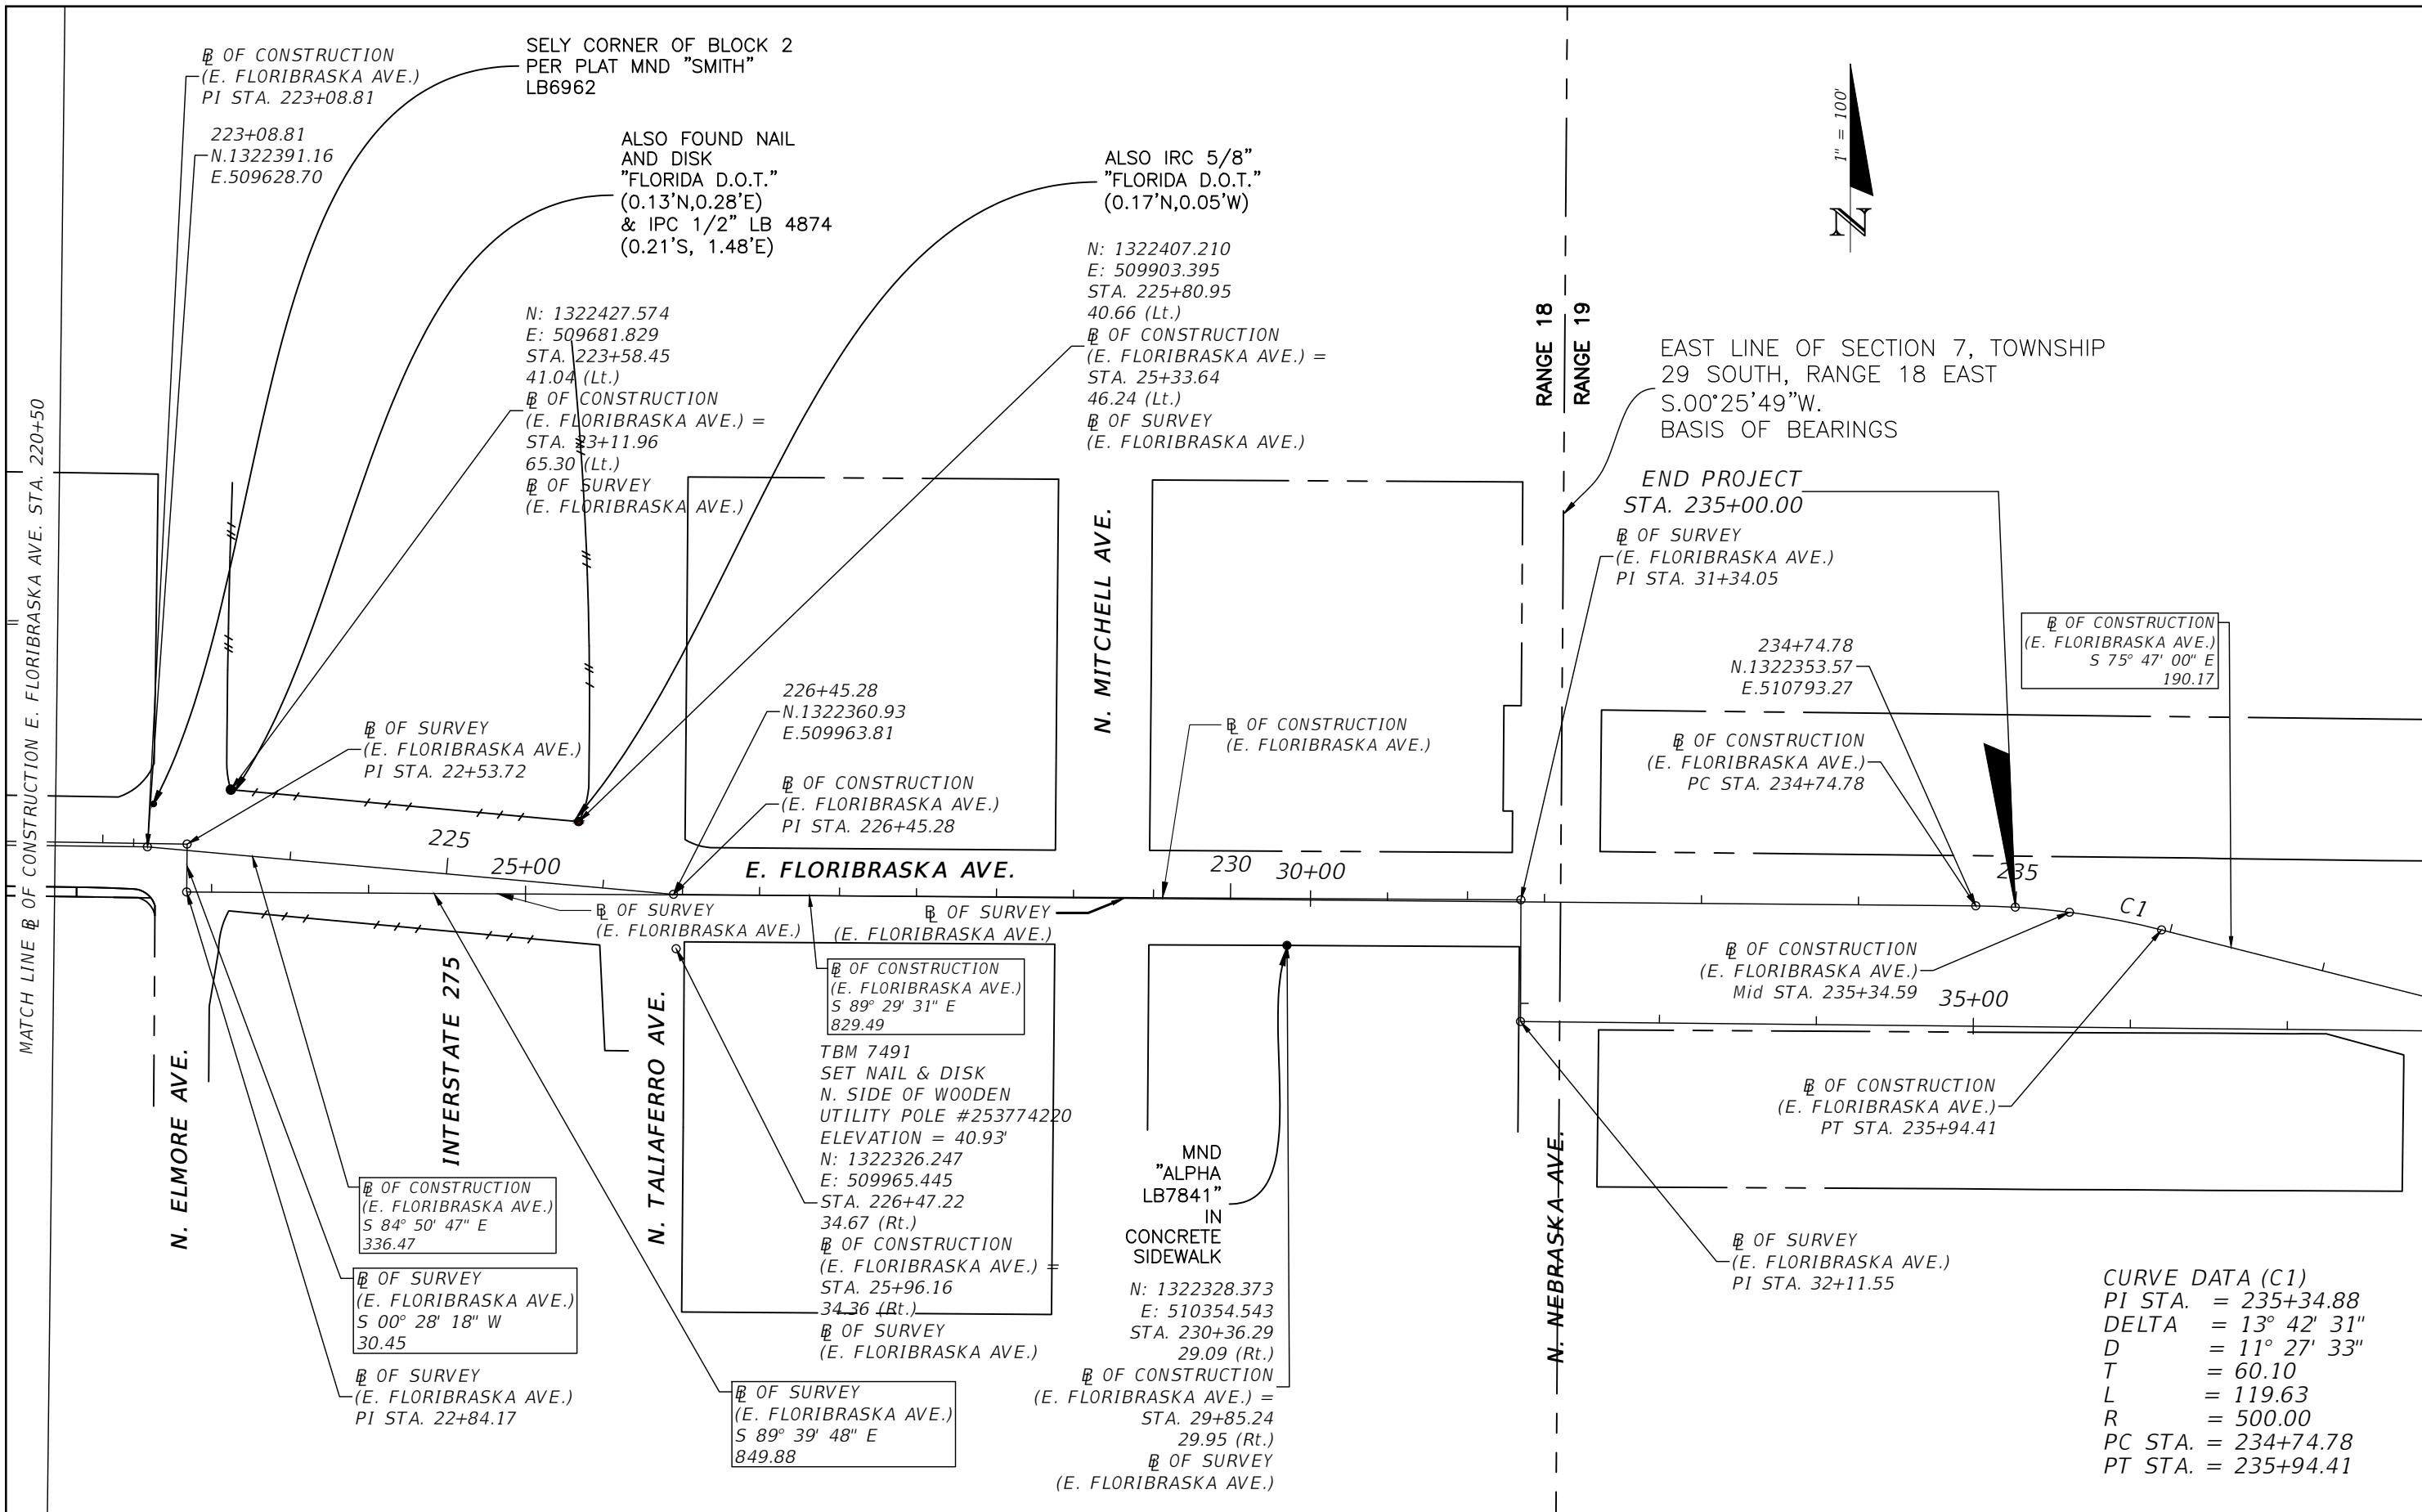 ℄ OF CONSTRUCTION
(E. FLORIBRASKA AVE.)
PI STA. 223+08.81
223+08.81
N.1322391.16
E.509628.70
SELY CORNER OF BLOCK 2
PER PLAT MND "SMITH"
LB6962
ALSO FOUND NAIL
AND DISK
"FLORIDA D.O.T."
(0.13'N,0.28'E)
& IPC 1/2" LB 4874
(0.21'S, 1.48'E)
ALSO IRC 5/8"
"FLORIDA D.O.T."
(0.17'N,0.05'W)
N: 1322427.574
E: 509681.829
STA. 223+58.45
41.04 (Lt.)
℄ OF CONSTRUCTION
(E. FLORIBRASKA AVE.) =
STA. 23+11.96
65.30 (Lt.)
℄ OF SURVEY
(E. FLORIBRASKA AVE.)
N: 1322407.210
E: 509903.395
STA. 225+80.95
40.66 (Lt.)
℄ OF CONSTRUCTION
(E. FLORIBRASKA AVE.) =
STA. 25+33.64
46.24 (Lt.)
℄ OF SURVEY
(E. FLORIBRASKA AVE.)
RANGE 18
RANGE 19
1" = 100'
N
EAST LINE OF SECTION 7, TOWNSHIP
29 SOUTH, RANGE 18 EAST
S.00°25'49"W.
BASIS OF BEARINGS
END PROJECT
STA. 235+00.00
℄ OF SURVEY
(E. FLORIBRASKA AVE.)
PI STA. 31+34.05
234+74.78
N.1322353.57
E.510793.27
℄ OF CONSTRUCTION
(E. FLORIBRASKA AVE.)
S 75° 47' 00" E
190.17
℄ OF CONSTRUCTION
(E. FLORIBRASKA AVE.)
PC STA. 234+74.78
MATCH LINE ℄ OF CONSTRUCTION E. FLORIBRASKA AVE. STA. 220+50
=
℄ OF SURVEY
(E. FLORIBRASKA AVE.)
PI STA. 22+53.72
226+45.28
N.1322360.93
E.509963.81
℄ OF CONSTRUCTION
(E. FLORIBRASKA AVE.)
PI STA. 226+45.28
N. MITCHELL AVE.
℄ OF CONSTRUCTION
(E. FLORIBRASKA AVE.)
225
25+00
E. FLORIBRASKA AVE.
230
30+00
235
C1
℄ OF SURVEY
(E. FLORIBRASKA AVE.)
℄ OF SURVEY
(E. FLORIBRASKA AVE.)
℄ OF CONSTRUCTION
(E. FLORIBRASKA AVE.)
S 89° 29' 31" E
829.49
℄ OF CONSTRUCTION
(E. FLORIBRASKA AVE.)
Mid STA. 235+34.59
35+00
℄ OF CONSTRUCTION
(E. FLORIBRASKA AVE.)
PT STA. 235+94.41
N. ELMORE AVE.
INTERSTATE 275
N. TALIAFERRO AVE.
N. NEBRASKA AVE.
TBM 7491
SET NAIL & DISK
N. SIDE OF WOODEN
UTILITY POLE #253774220
ELEVATION = 40.93'
N: 1322326.247
E: 509965.445
STA. 226+47.22
34.67 (Rt.)
℄ OF CONSTRUCTION
(E. FLORIBRASKA AVE.) =
STA. 25+96.16
34.36 (Rt.)
℄ OF SURVEY
(E. FLORIBRASKA AVE.)
MND
"ALPHA
LB7841"
IN
CONCRETE
SIDEWALK
N: 1322328.373
E: 510354.543
STA. 230+36.29
29.09 (Rt.)
℄ OF CONSTRUCTION
(E. FLORIBRASKA AVE.) =
STA. 29+85.24
29.95 (Rt.)
℄ OF SURVEY
(E. FLORIBRASKA AVE.)
℄ OF CONSTRUCTION
(E. FLORIBRASKA AVE.)
S 84° 50' 47" E
336.47
℄ OF SURVEY
(E. FLORIBRASKA AVE.)
S 00° 28' 18" W
30.45
℄ OF SURVEY
(E. FLORIBRASKA AVE.)
PI STA. 22+84.17
℄ OF SURVEY
(E. FLORIBRASKA AVE.)
S 89° 39' 48" E
849.88
℄ OF SURVEY
(E. FLORIBRASKA AVE.)
PI STA. 32+11.55
CURVE DATA (C1)
PI STA. = 235+34.88
DELTA = 13° 42' 31"
D = 11° 27' 33"
T = 60.10
L = 119.63
R = 500.00
PC STA. = 234+74.78
PT STA. = 235+94.41